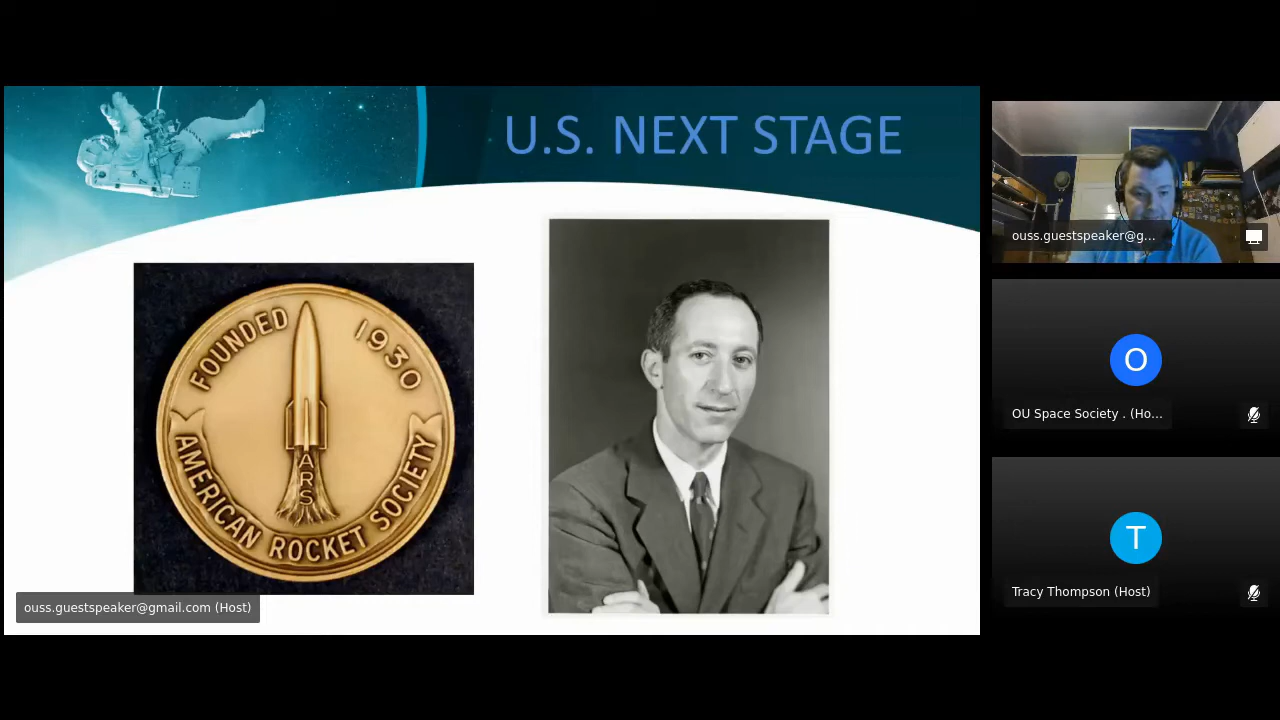 U.S. NEXT STAGE
FOUNDED 1930
ARS
AMERICAN ROCKET SOCIETY
ouss.guestspeaker@gmail.com (Host)
ouss.guestspeaker@g...
O
OU Space Society . (Ho...
T
Tracy Thompson (Host)